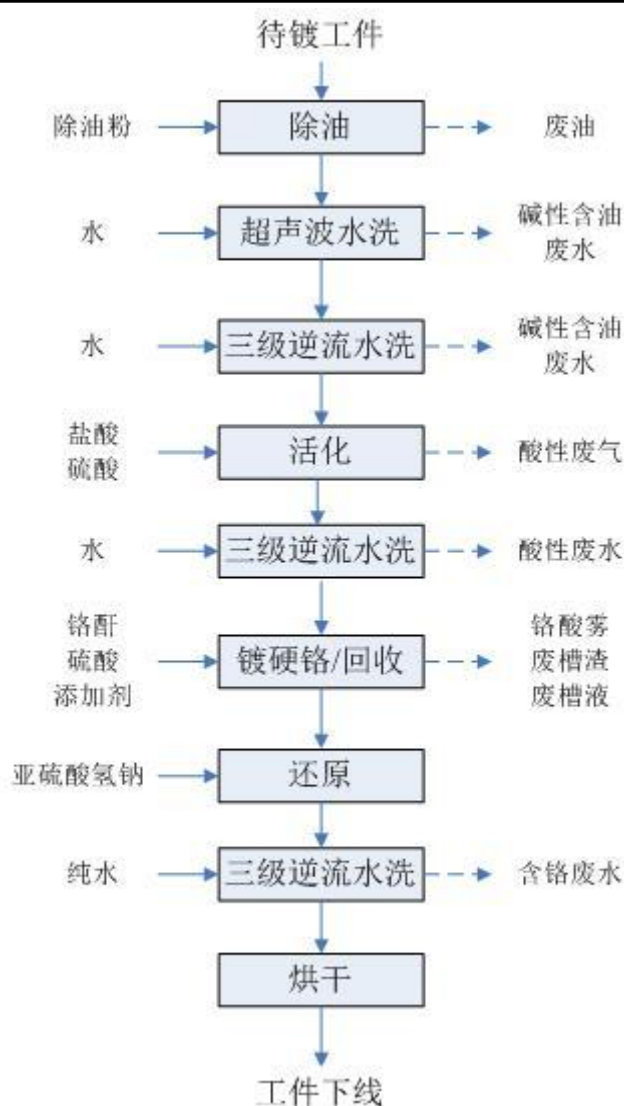 待镀工件
除油粉
除油
废油
水
超声波水洗
碱性含油
废水
水
三级逆流水洗
碱性含油
废水
盐酸
硫酸
活化
酸性废气
水
三级逆流水洗
酸性废水
铬酐
硫酸
添加剂
镀硬铬/回收
铬酸雾
废槽渣
废槽液
亚硫酸氢钠
还原
纯水
三级逆流水洗
含铬废水
烘干
工件下线